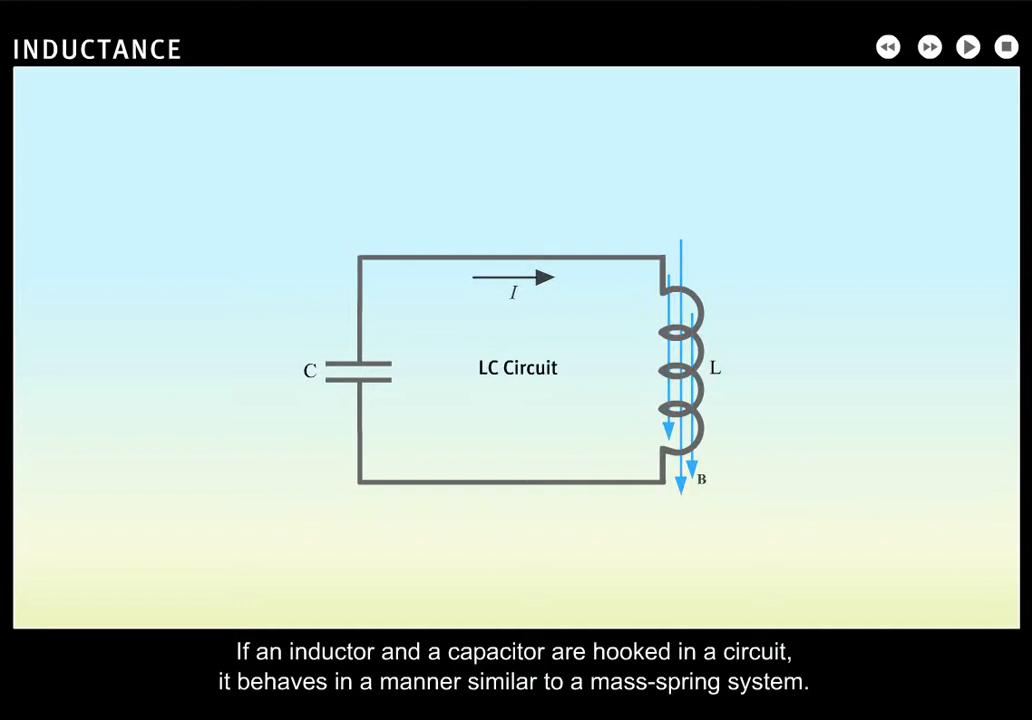 INDUCTANCE
I
C
LC Circuit
L
B
If an inductor and a capacitor are hooked in a circuit,
it behaves in a manner similar to a mass-spring system.